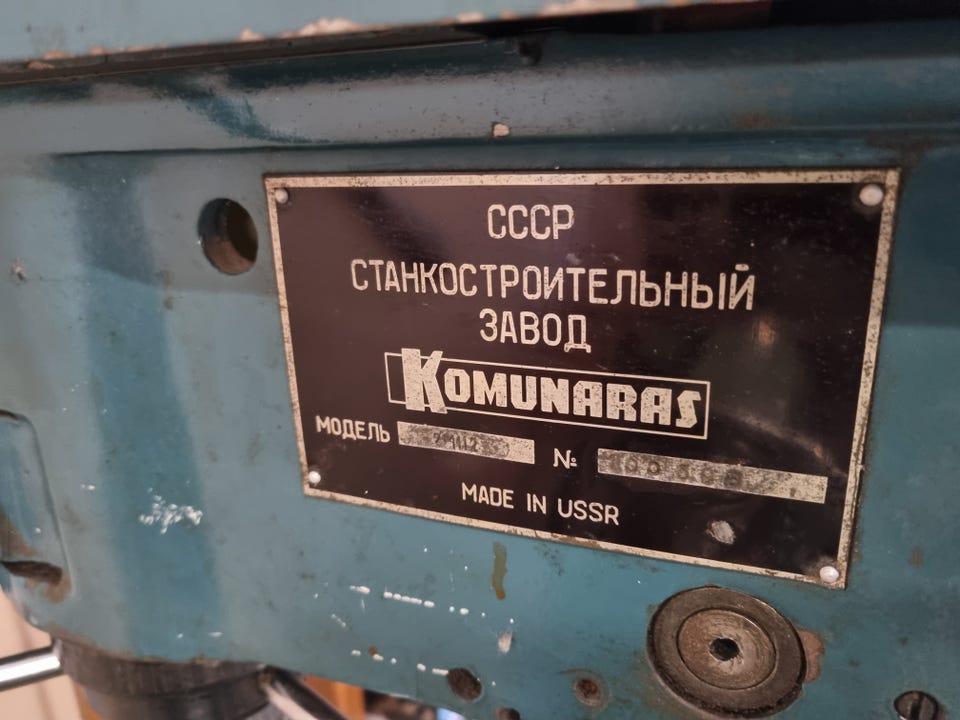 СССР
СТАНКОСТРОИТЕЛЬНЫЙ
ЗАВОД
KOMUNARAS
МОДЕЛЬ №
MADE IN USSR